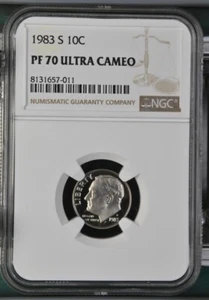 1983 S 10C
PF 70 ULTRA CAMEO
8131657-011
NUMISMATIC GUARANTY COMPANY
NGC
LIBERTY